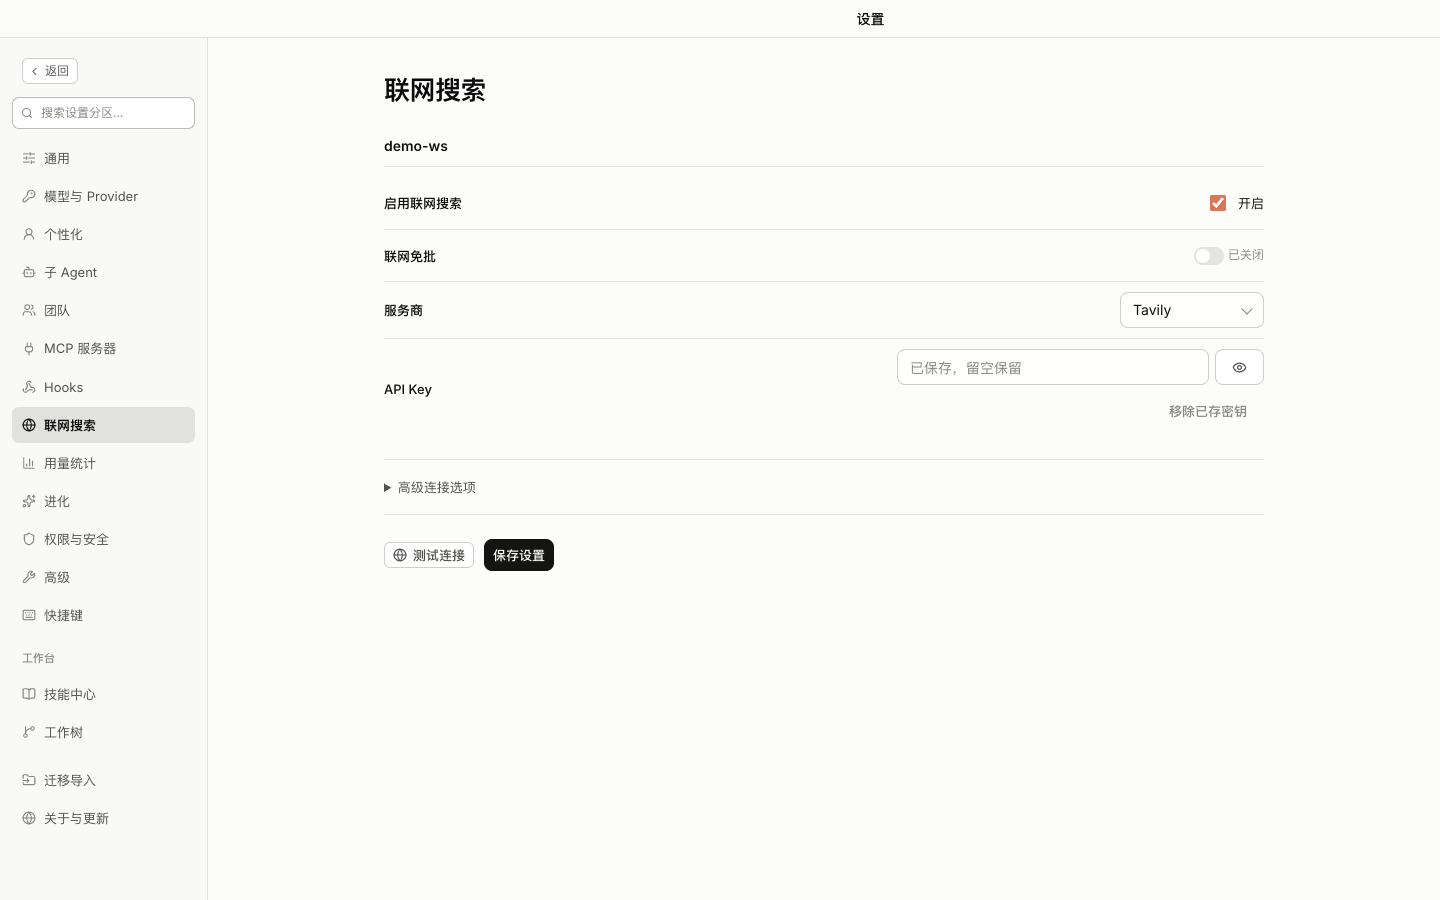 设置
返回
搜索设置分区...
通用
模型与 Provider
个性化
子 Agent
团队
MCP 服务器
Hooks
联网搜索
用量统计
进化
权限与安全
高级
快捷键
工作台
技能中心
工作树
迁移导入
关于与更新
联网搜索
demo-ws
启用联网搜索
开启
联网免批
已关闭
服务商
Tavily
API Key
已保存，留空保留
移除已存密钥
高级连接选项
测试连接
保存设置